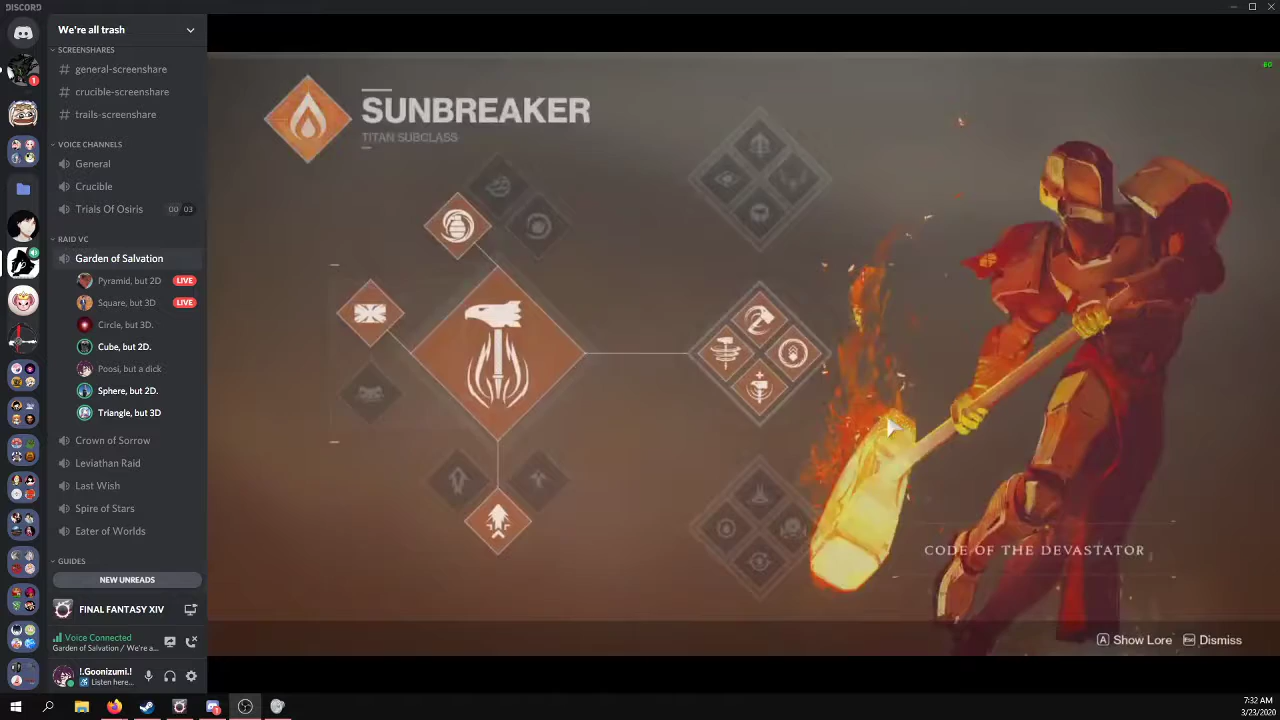 DISCORD
We're all trash
SCREENSHARES
# general-screenshare
# crucible-screenshare
# trails-screenshare
VOICE CHANNELS
General
Crucible
Trials Of Osiris 00 03
RAID VC
Garden of Salvation
Pyramid, but 2D LIVE
Square, but 3D LIVE
Circle, but 3D.
Cube, but 2D.
Poosi, but a dick
Sphere, but 2D.
Triangle, but 3D
Crown of Sorrow
Leviathan Raid
Last Wish
Spire of Stars
Eater of Worlds
GUIDES
NEW UNREADS
FINAL FANTASY XIV
Voice Connected
Garden of Salvation / We're a...
!.Goonizumi.!
Listen here...
SUNBREAKER
TITAN SUBCLASS
CODE OF THE DEVASTATOR
A Show Lore Esc Dismiss
7:32 AM
3/23/2020